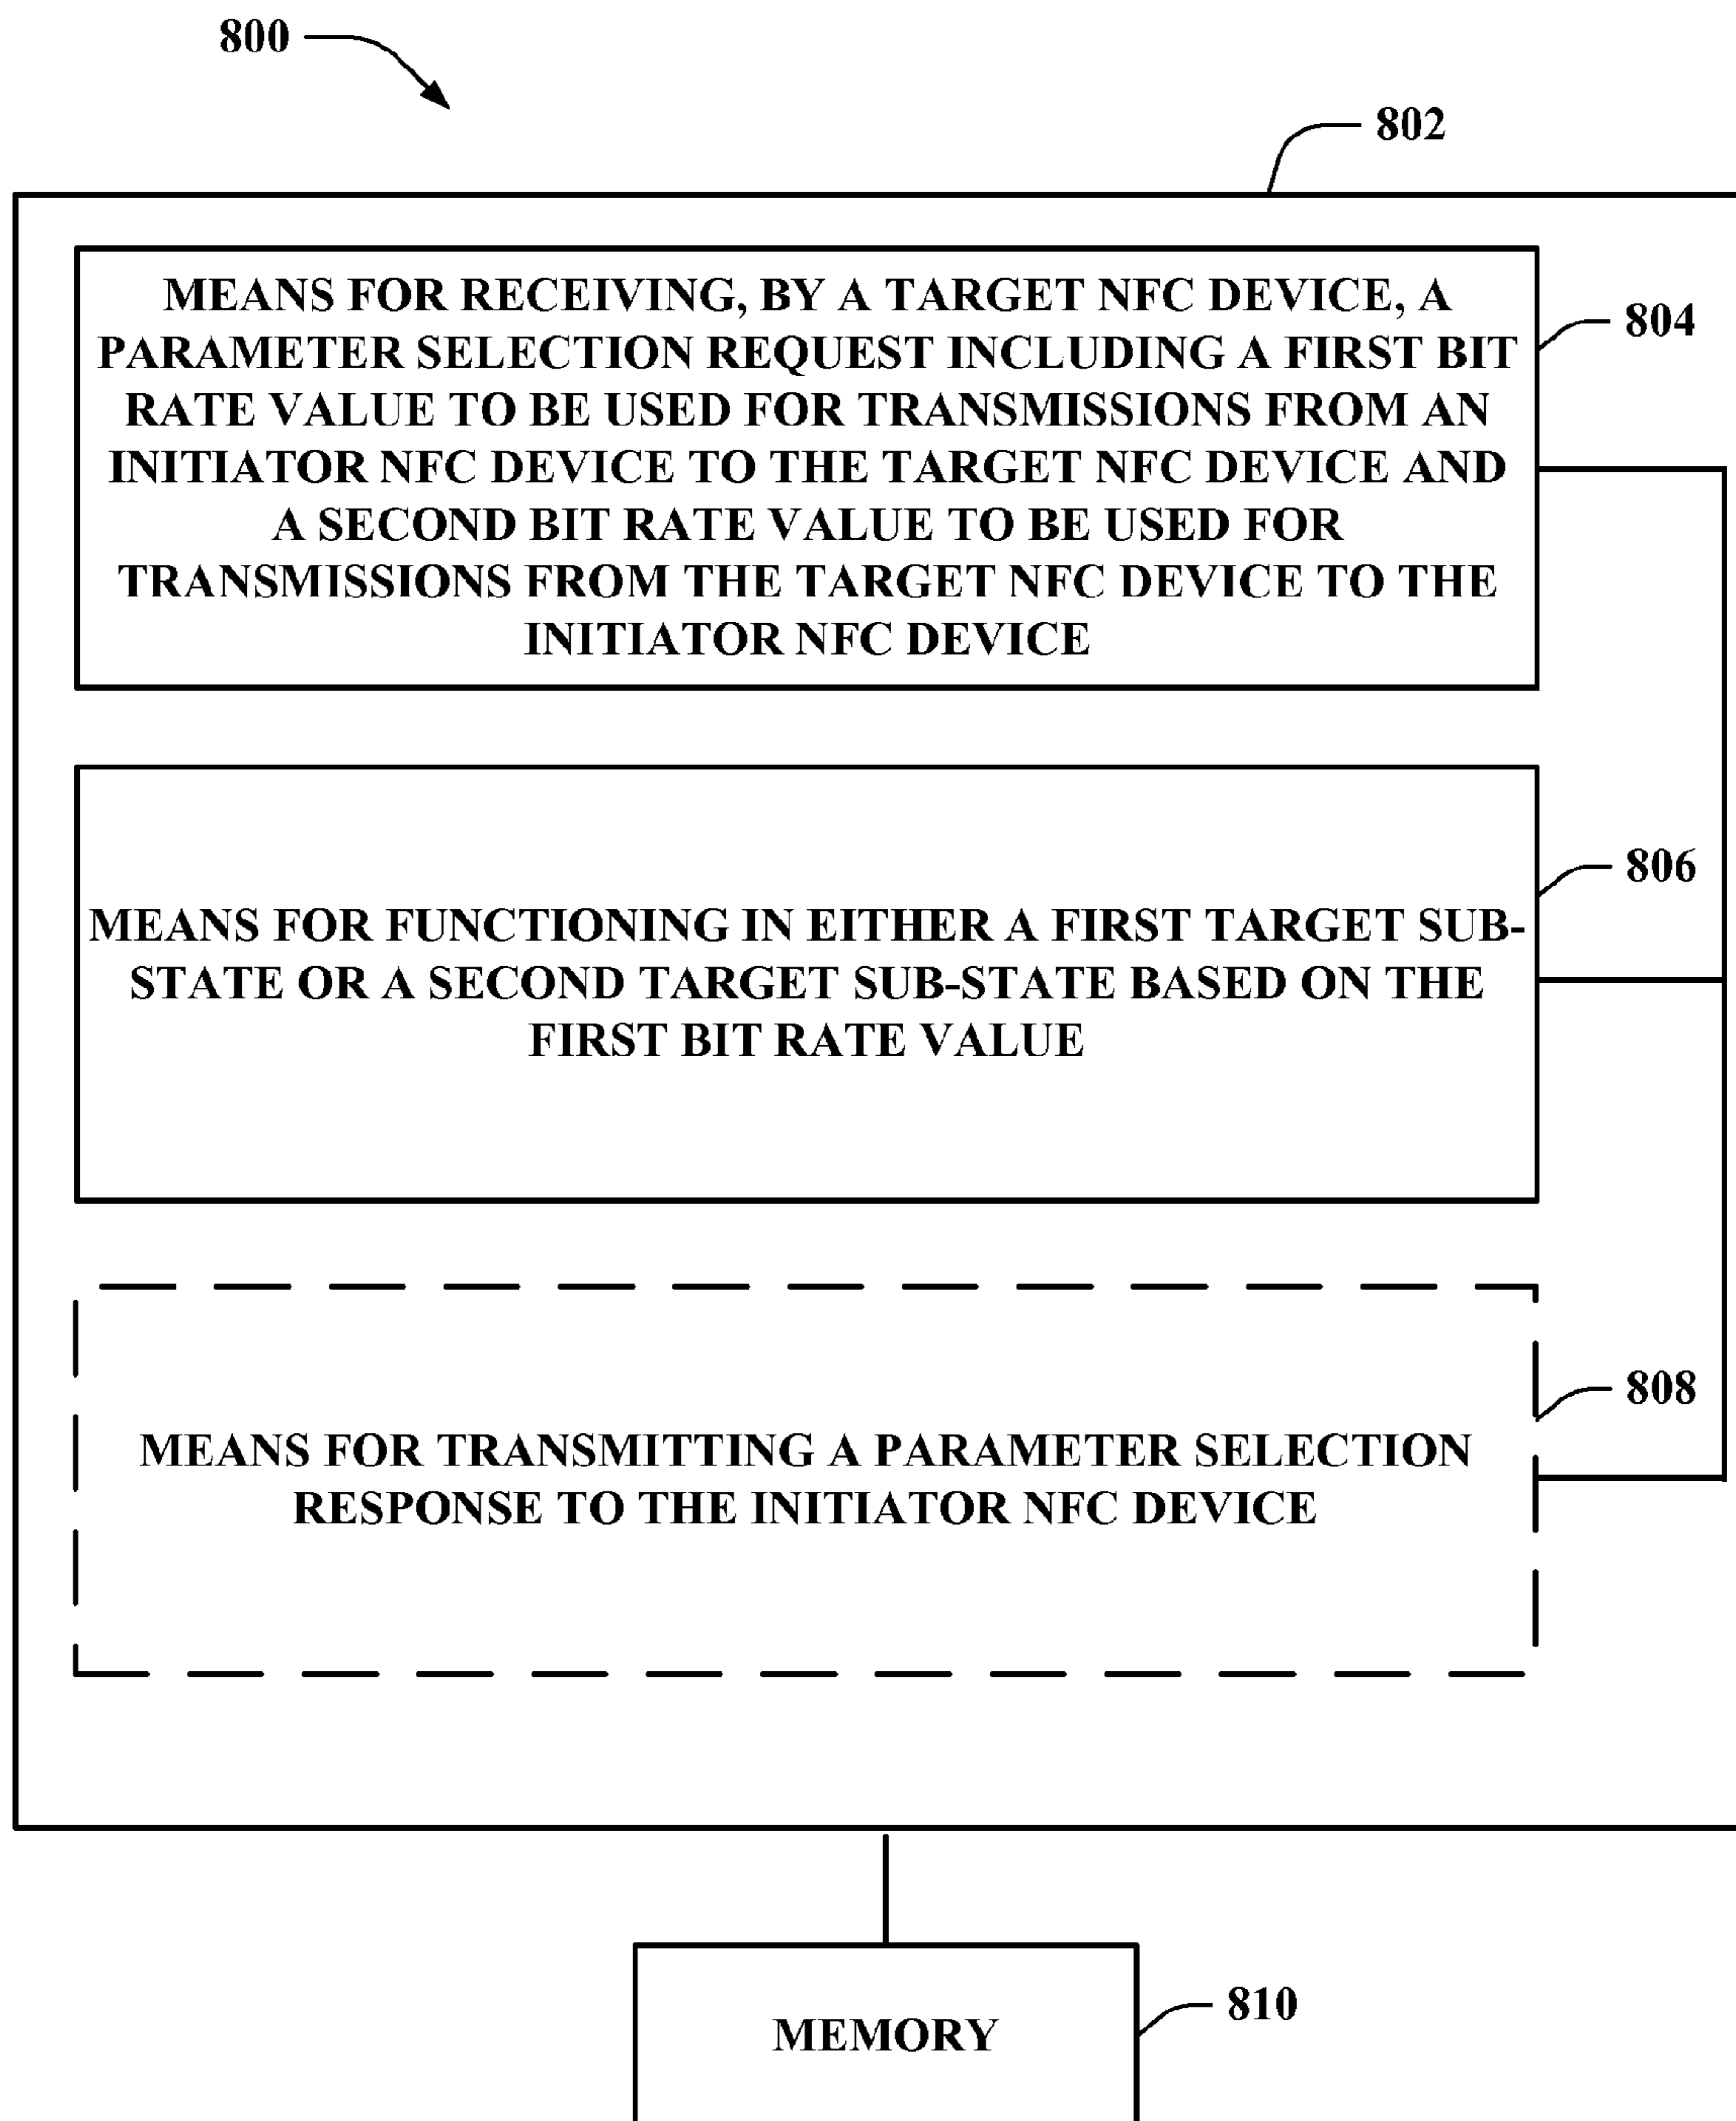 800
802
MEANS FOR RECEIVING, BY A TARGET NFC DEVICE, A
PARAMETER SELECTION REQUEST INCLUDING A FIRST BIT
RATE VALUE TO BE USED FOR TRANSMISSIONS FROM AN
INITIATOR NFC DEVICE TO THE TARGET NFC DEVICE AND
A SECOND BIT RATE VALUE TO BE USED FOR
TRANSMISSIONS FROM THE TARGET NFC DEVICE TO THE
INITIATOR NFC DEVICE
804
MEANS FOR FUNCTIONING IN EITHER A FIRST TARGET SUB-
STATE OR A SECOND TARGET SUB-STATE BASED ON THE
FIRST BIT RATE VALUE
806
MEANS FOR TRANSMITTING A PARAMETER SELECTION
RESPONSE TO THE INITIATOR NFC DEVICE
808
MEMORY
810